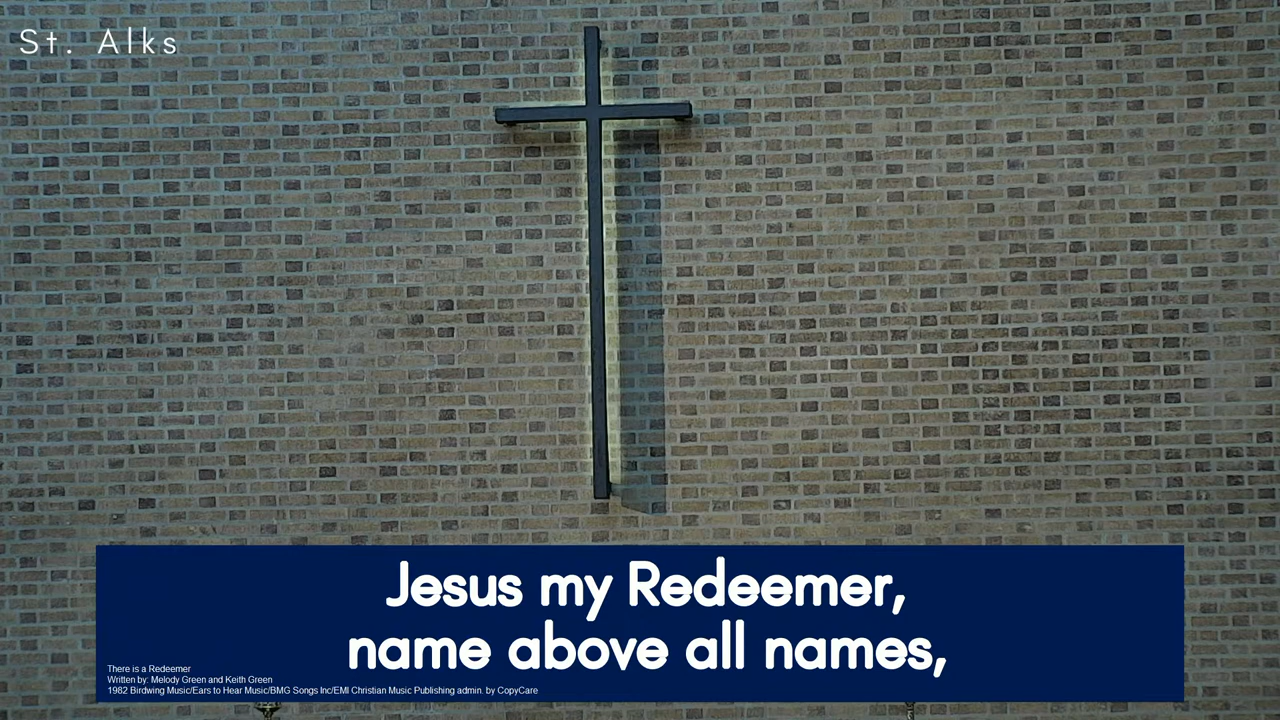 St. Alks
Jesus my Redeemer,
name above all names,
There is a Redeemer
Written by: Melody Green and Keith Green
1982 Birdwing Music/Ears to Hear Music/BMG Songs Inc/EMI Christian Music Publishing admin. by CopyCare